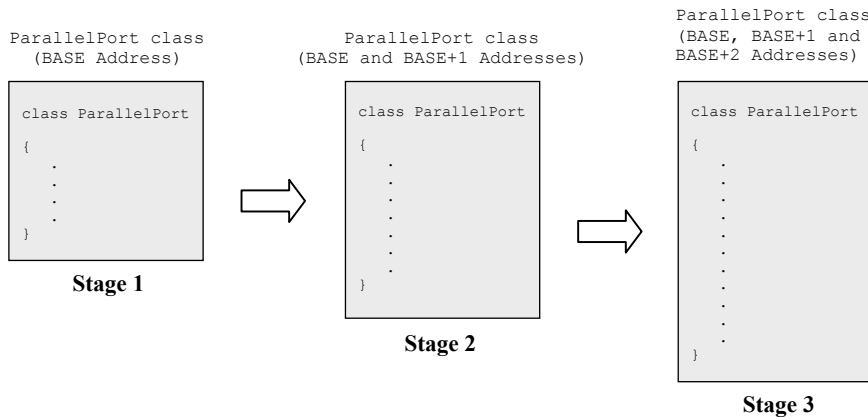 ParallelPort class
(BASE Address)
class ParallelPort
{
.
.
.
.
}
Stage 1
ParallelPort class
(BASE and BASE+1 Addresses)
class ParallelPort
{
.
.
.
.
.
.
.
}
Stage 2
ParallelPort class
(BASE, BASE+1 and
BASE+2 Addresses)
class ParallelPort
{
.
.
.
.
.
.
.
.
.
.
.
}
Stage 3